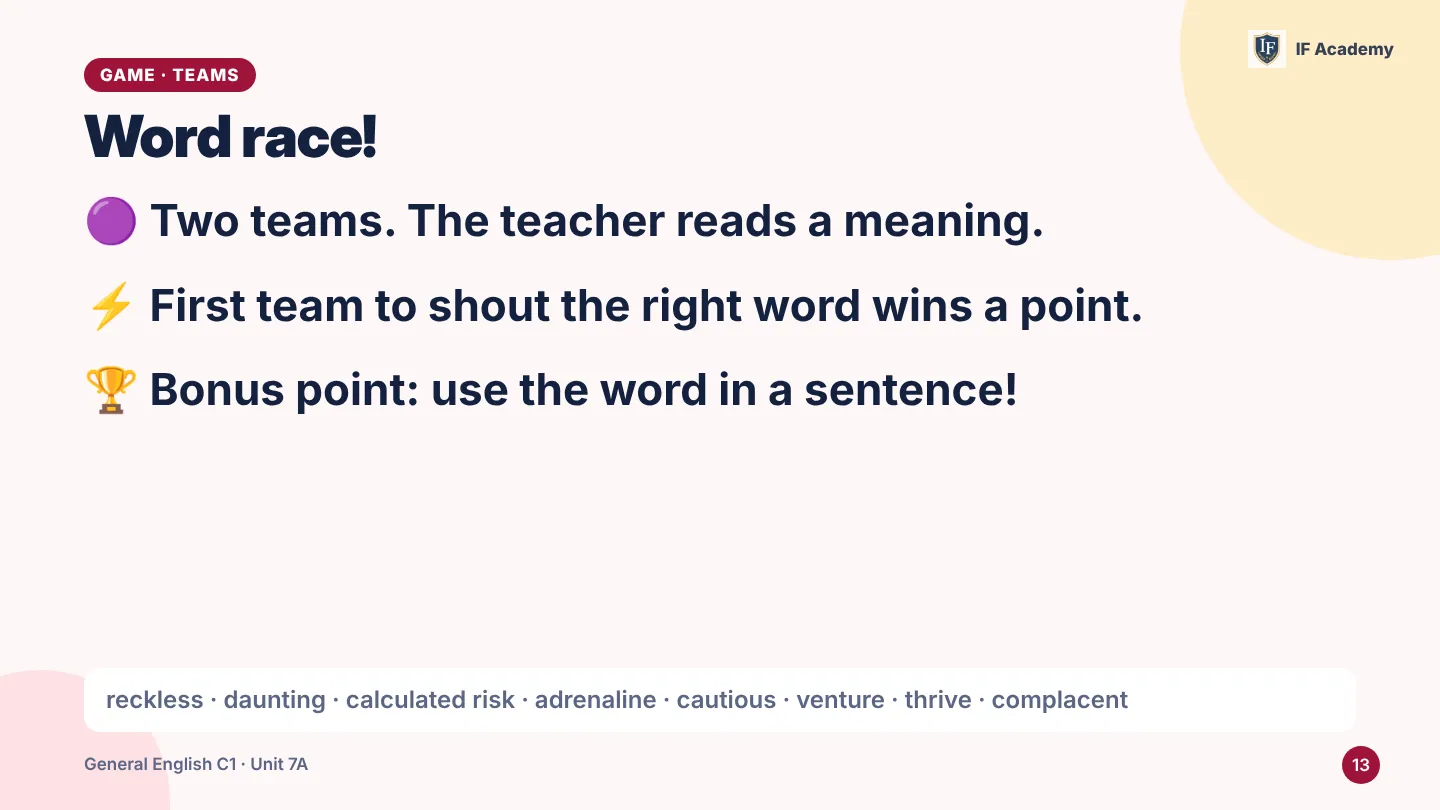 IF Academy
GAME · TEAMS
Word race!
🟣 Two teams. The teacher reads a meaning.
⚡ First team to shout the right word wins a point.
🏆 Bonus point: use the word in a sentence!
reckless · daunting · calculated risk · adrenaline · cautious · venture · thrive · complacent
General English C1 · Unit 7A
13